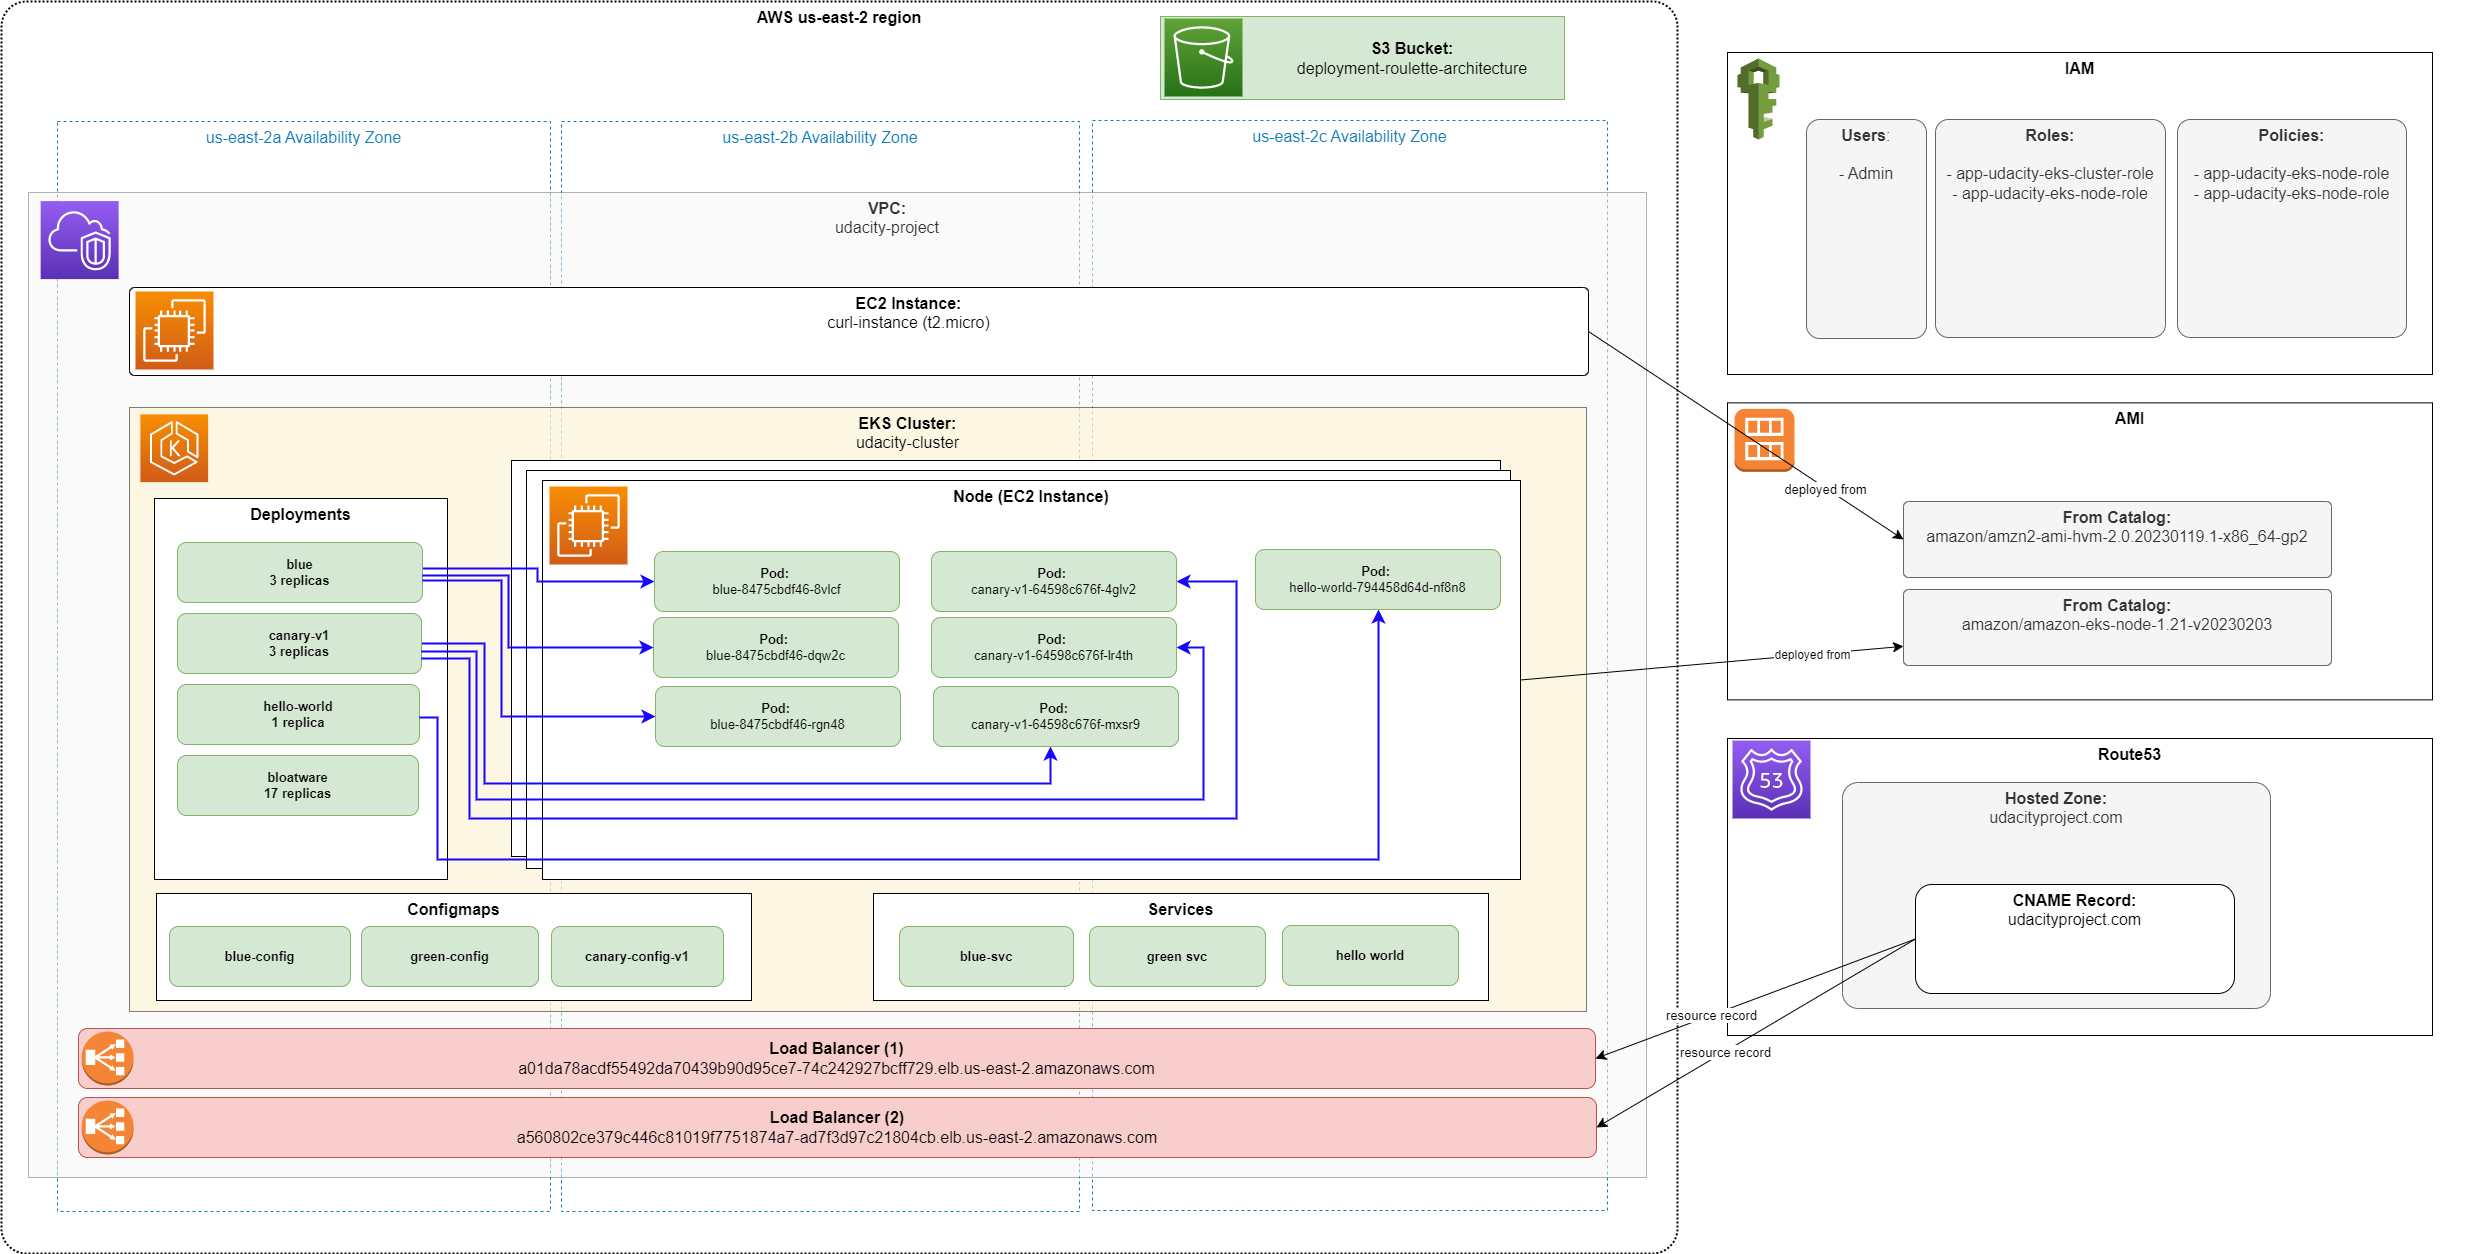 AWS us-east-2 region
S3 Bucket:
deployment-roulette-architecture
us-east-2a Availability Zone
us-east-2b Availability Zone
us-east-2c Availability Zone
VPC:
udacity-project
EC2 Instance:
curl-instance (t2.micro)
EKS Cluster:
udacity-cluster
Deployments
blue
3 replicas
canary-v1
3 replicas
hello-world
1 replica
bloatware
17 replicas
Node (EC2 Instance)
Pod:
blue-8475cbdf46-8vlcf
Pod:
canary-v1-64598c676f-4glv2
Pod:
hello-world-794458d64d-nf8n8
Pod:
blue-8475cbdf46-dqw2c
Pod:
canary-v1-64598c676f-lr4th
Pod:
blue-8475cbdf46-rgn48
Pod:
canary-v1-64598c676f-mxsr9
Configmaps
blue-config
green-config
canary-config-v1
Services
blue-svc
green svc
hello world
Load Balancer (1)
a01da78acdf55492da70439b90d95ce7-74c242927bcff729.elb.us-east-2.amazonaws.com
Load Balancer (2)
a560802ce379c446c81019f7751874a7-ad7f3d97c21804cb.elb.us-east-2.amazonaws.com
IAM
Users:
- Admin
Roles:
- app-udacity-eks-cluster-role
- app-udacity-eks-node-role
Policies:
- app-udacity-eks-node-role
- app-udacity-eks-node-role
AMI
deployed from
From Catalog:
amazon/amzn2-ami-hvm-2.0.20230119.1-x86_64-gp2
From Catalog:
amazon/amazon-eks-node-1.21-v20230203
deployed from
Route53
53
Hosted Zone:
udacityproject.com
CNAME Record:
udacityproject.com
resource record
resource record
K